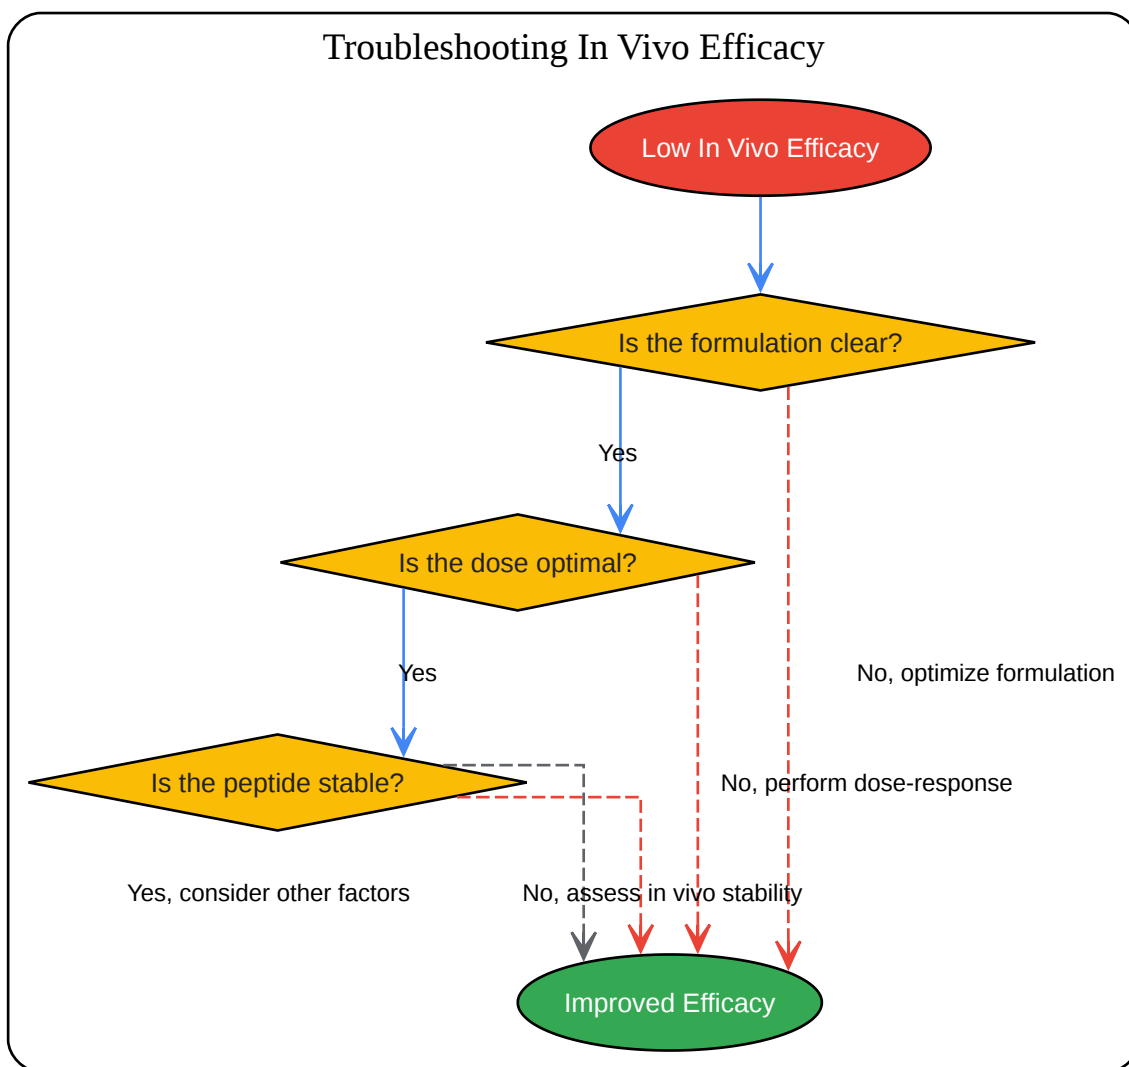 Troubleshooting In Vivo Efficacy
Low In Vivo Efficacy
Is the formulation clear?
Yes
Is the dose optimal?
Yes
No, optimize formulation
Is the peptide stable?
No, perform dose-response
Yes, consider other factors
No, assess in vivo stability
Improved Efficacy